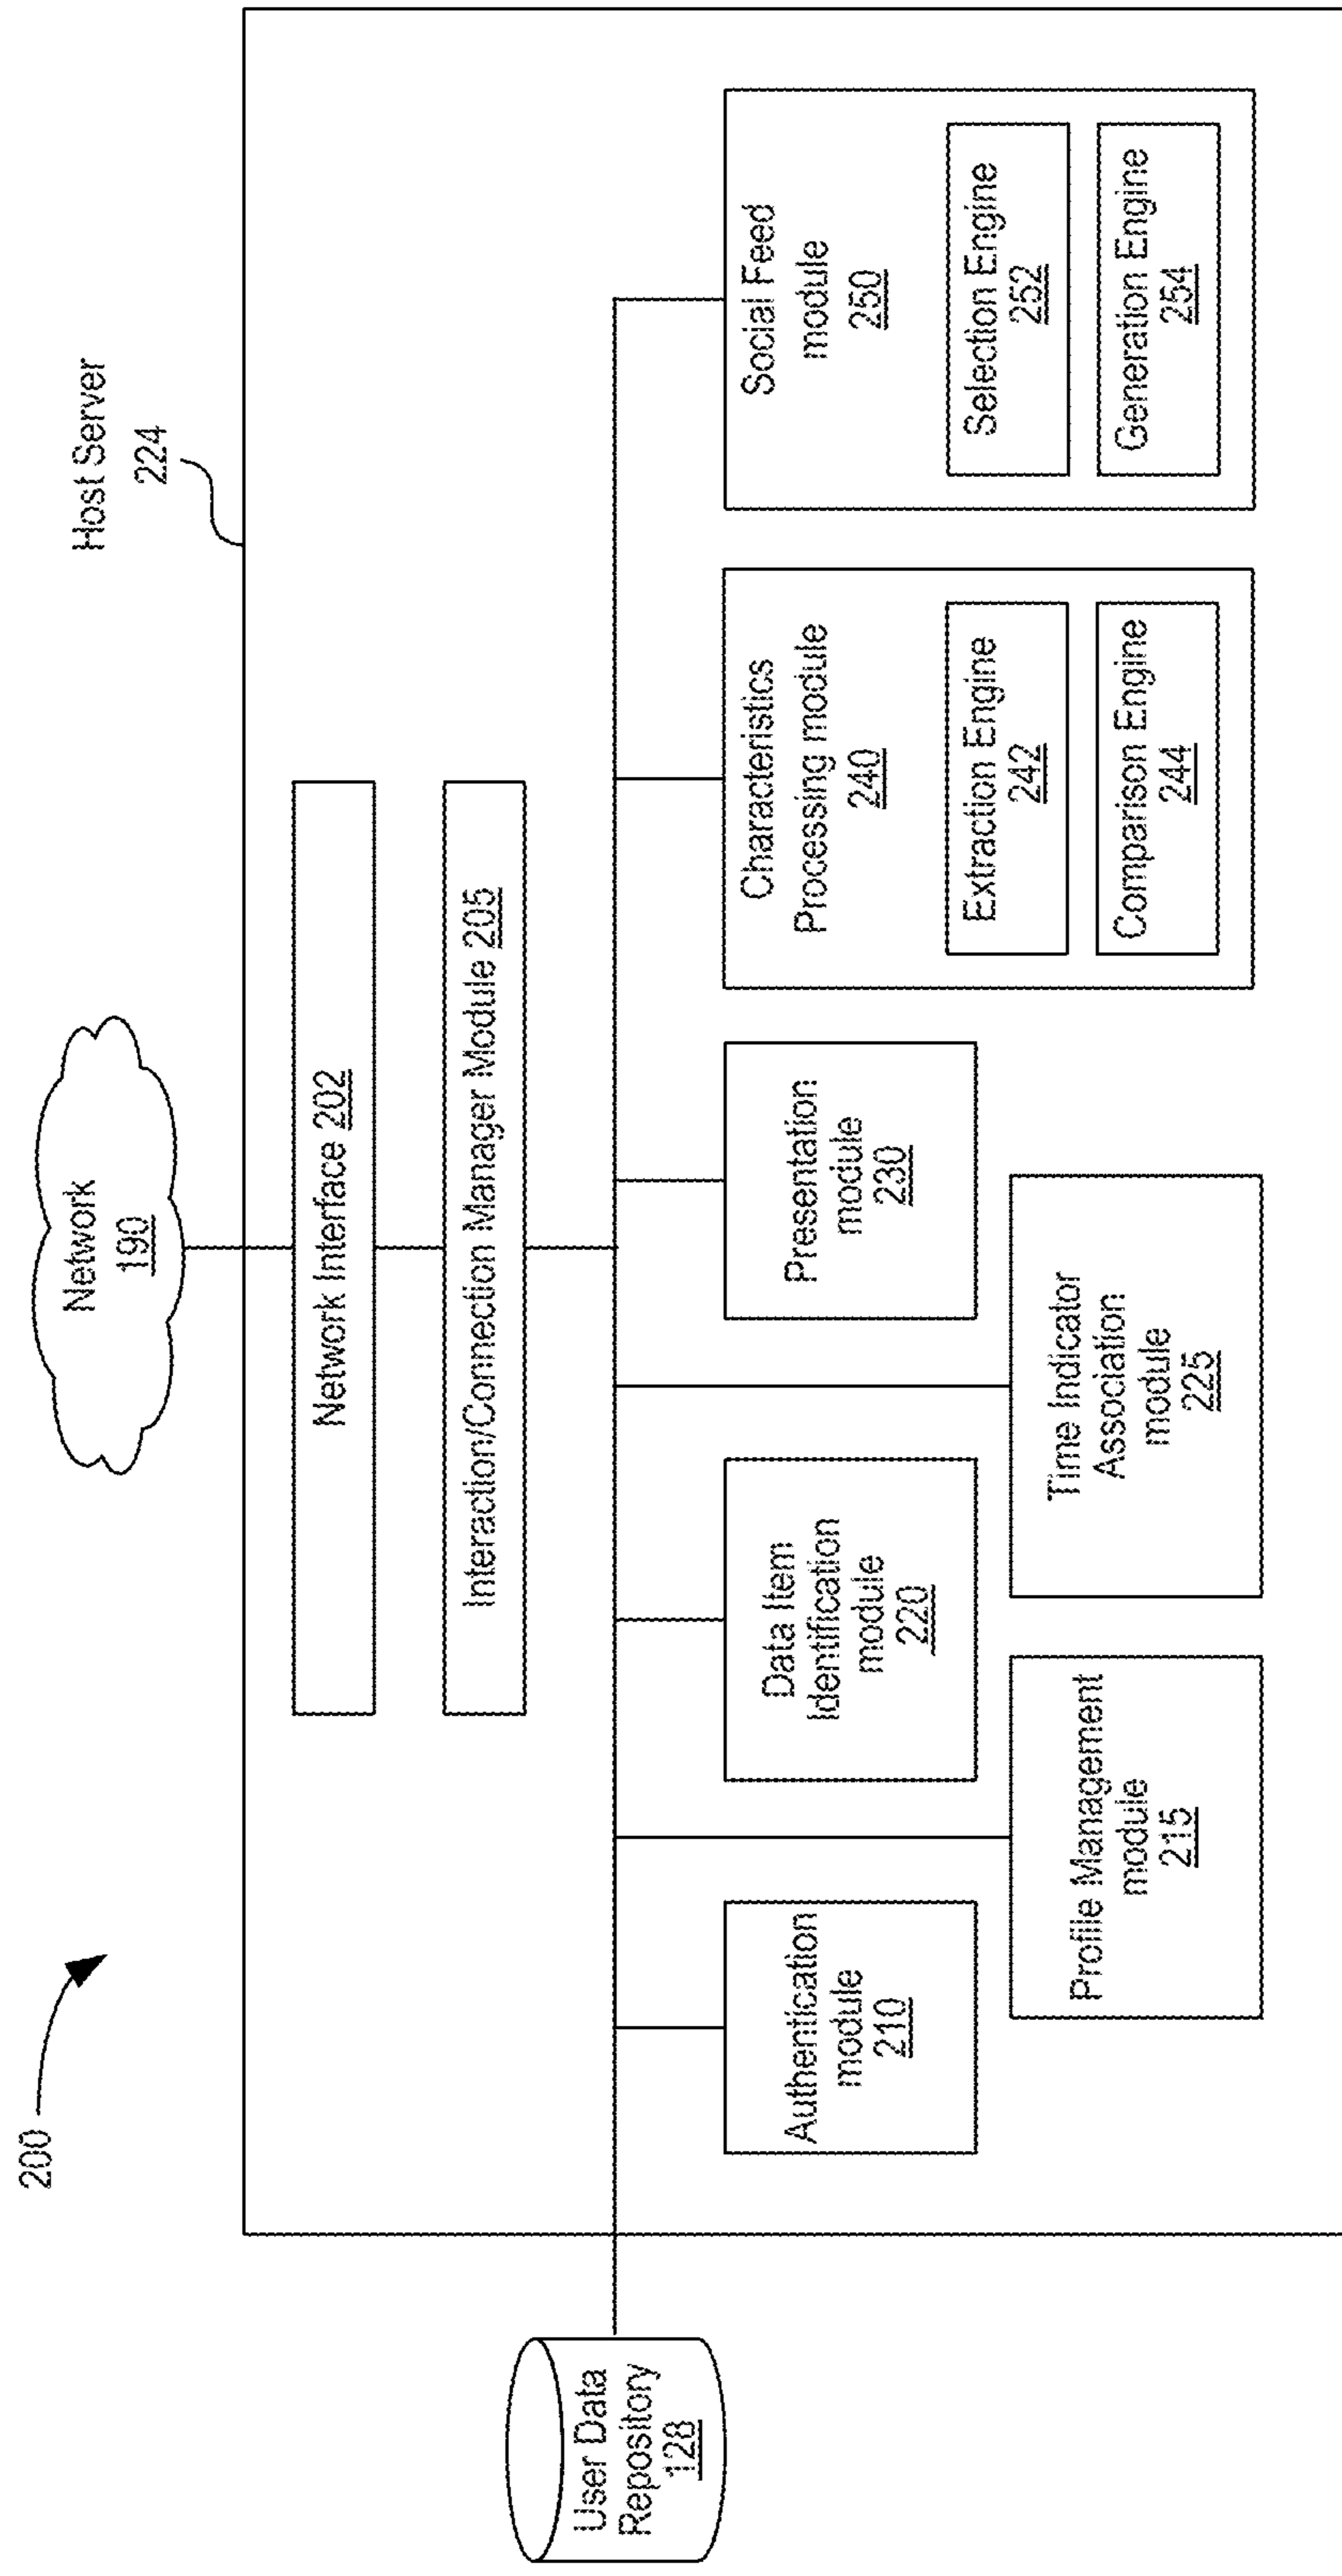 200
Network
190
Host Server
224
Network Interface 202
Interaction/Connection Manager Module 205
User Data
Repository
128
Authentication
module
210
Data Item
Identification
module
220
Presentation
module
230
Characteristics
Processing module
240
Extraction Engine
242
Comparison Engine
244
Social Feed
module
250
Selection Engine
252
Generation Engine
254
Profile Management
module
215
Time Indicator
Association
module
225